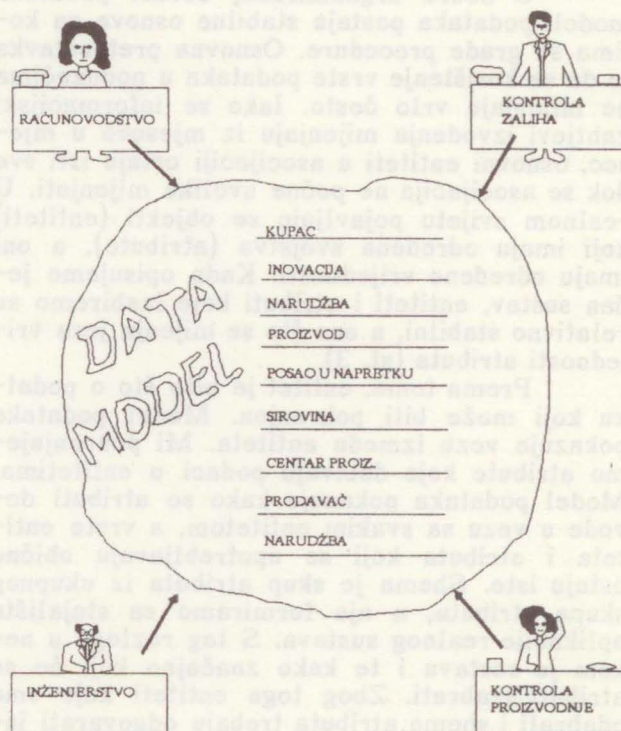 RAČUNOVODSTVO
KONTROLA
ZALIHA
KUPAC
INOVACIJA
NARUDŽBA
PROIZVOD
POSAO U NAPRETKU
SIROVINA
CENTAR PROIZ.
PRODAVAČ
NARUDŽBA
DATA
MODEL
INŽENJERSTVO
KONTROLA
PROIZVODNJE